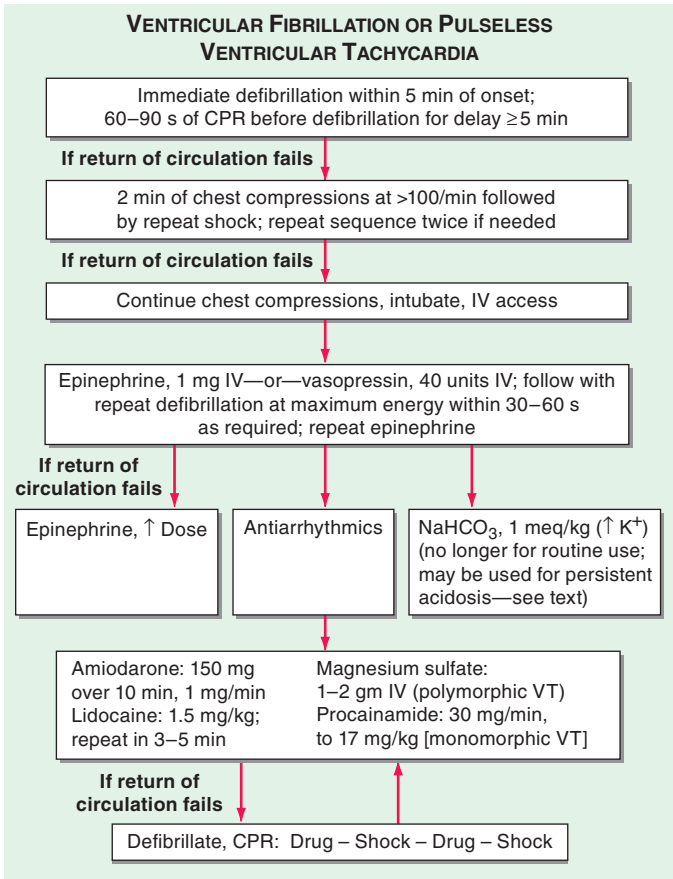 VENTRICULAR FIBRILLATION OR PULSELESS
VENTRICULAR TACHYCARDIA
Immediate defibrillation within 5 min of onset;
60–90 s of CPR before defibrillation for delay ≥5 min
If return of circulation fails
2 min of chest compressions at >100/min followed
by repeat shock; repeat sequence twice if needed
If return of circulation fails
Continue chest compressions, intubate, IV access
Epinephrine, 1 mg IV—or—vasopressin, 40 units IV; follow with
repeat defibrillation at maximum energy within 30–60 s
as required; repeat epinephrine
If return of
circulation fails
Epinephrine, ↑ Dose
Antiarrhythmics
NaHCO₃, 1 meq/kg (↑ K⁺)
(no longer for routine use;
may be used for persistent
acidosis—see text)
Amiodarone: 150 mg
over 10 min, 1 mg/min
Lidocaine: 1.5 mg/kg;
repeat in 3–5 min
Magnesium sulfate:
1–2 gm IV (polymorphic VT)
Procainamide: 30 mg/min,
to 17 mg/kg [monomorphic VT]
If return of
circulation fails
Defibrillate, CPR: Drug – Shock – Drug – Shock